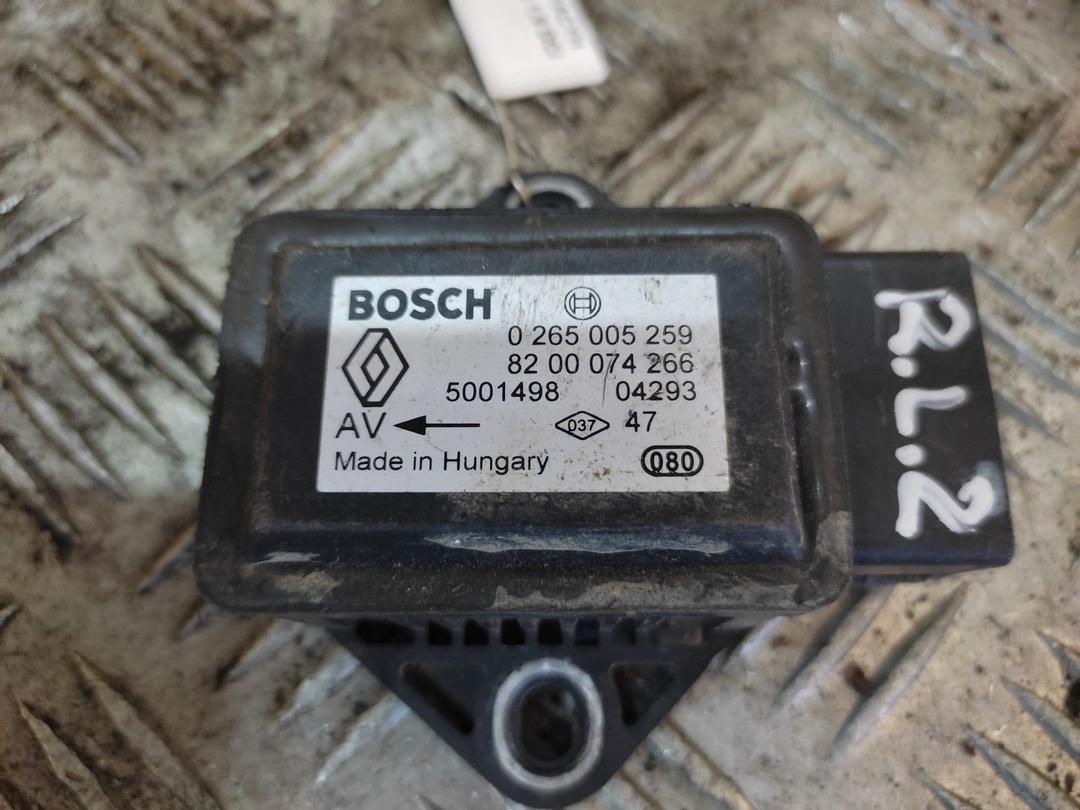 BOSCH
0 265 005 259
82 00 074 266
5001498 04293
AV 037 47
Made in Hungary 080
R.L.2